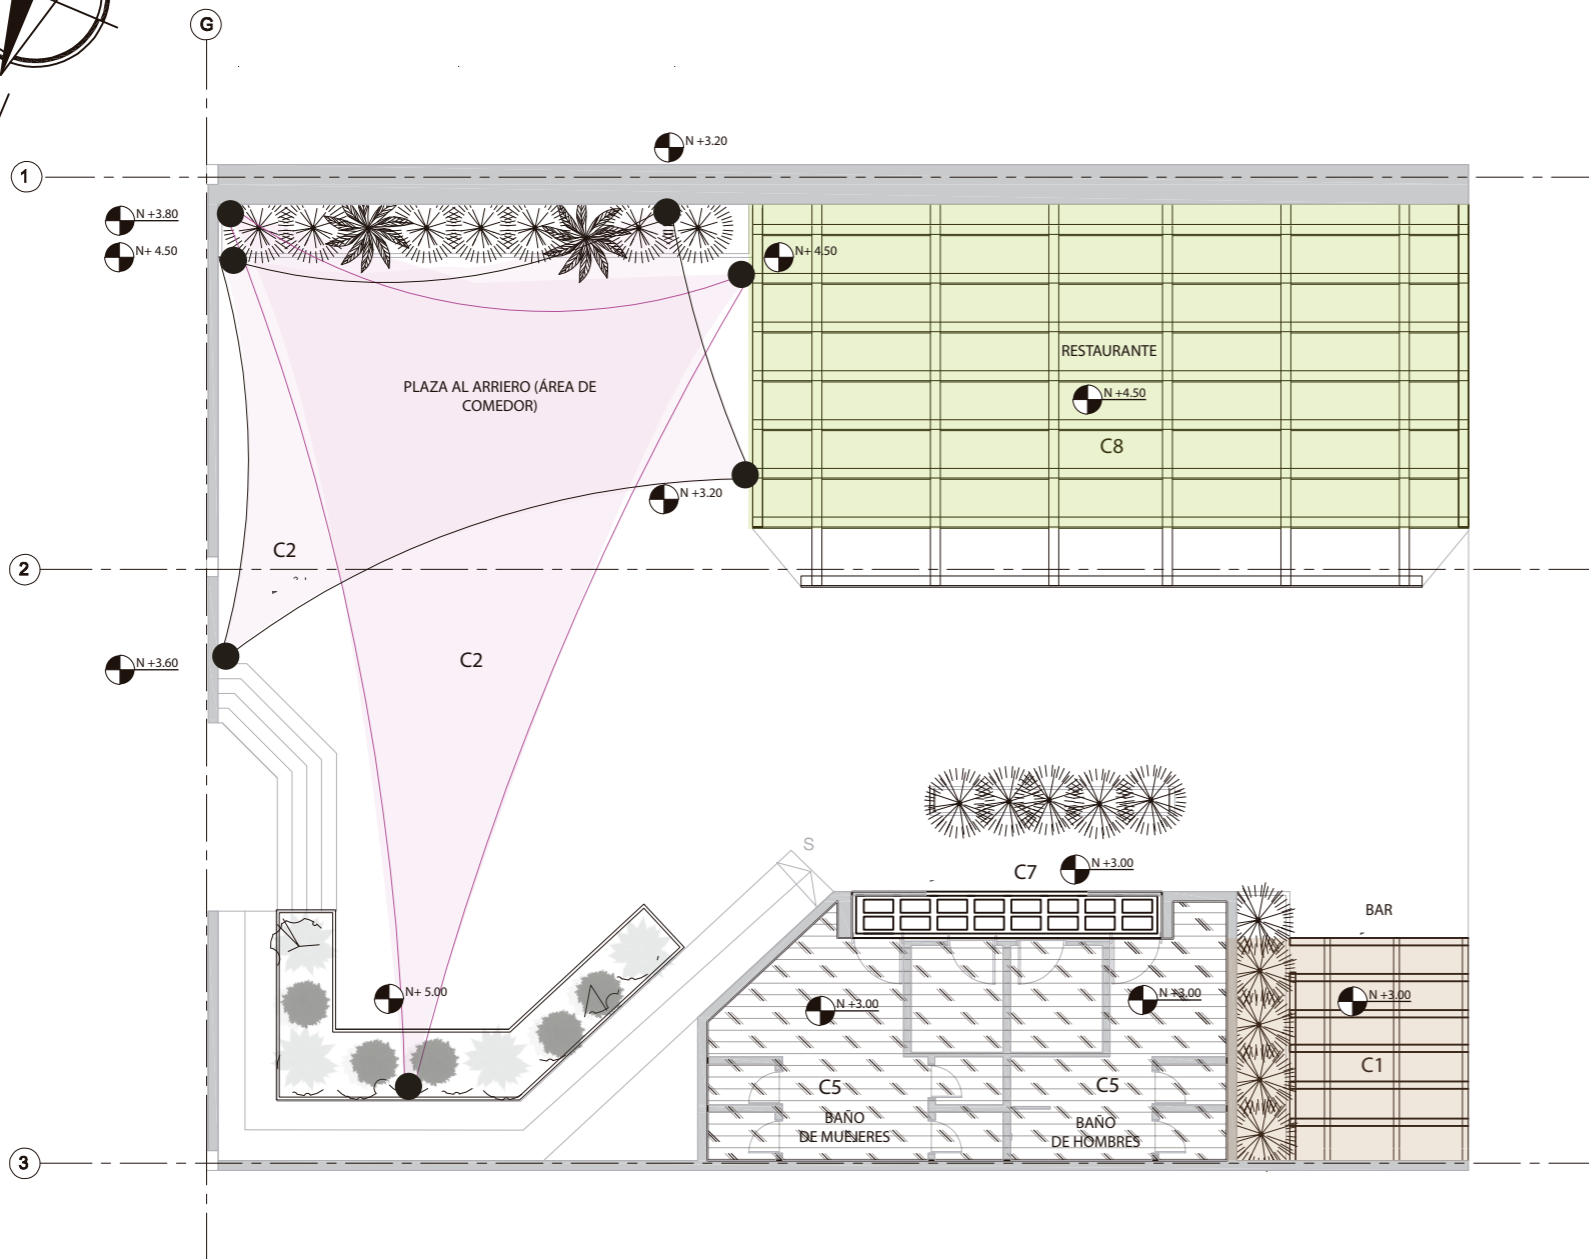 G
N +3.20
1
N +3.80
N+ 4.50
N+ 4.50
RESTAURANTE
PLAZA AL ARRIERO (ÁREA DE
COMEDOR)
N +4.50
C8
N +3.20
C2
2
C2
N +3.60
S
C7
N +3.00
BAR
N+ 5.00
N +3.00
N +3.00
N +3.00
C1
C5
C5
BAÑO
DE MUEJERES
BAÑO
DE HOMBRES
3